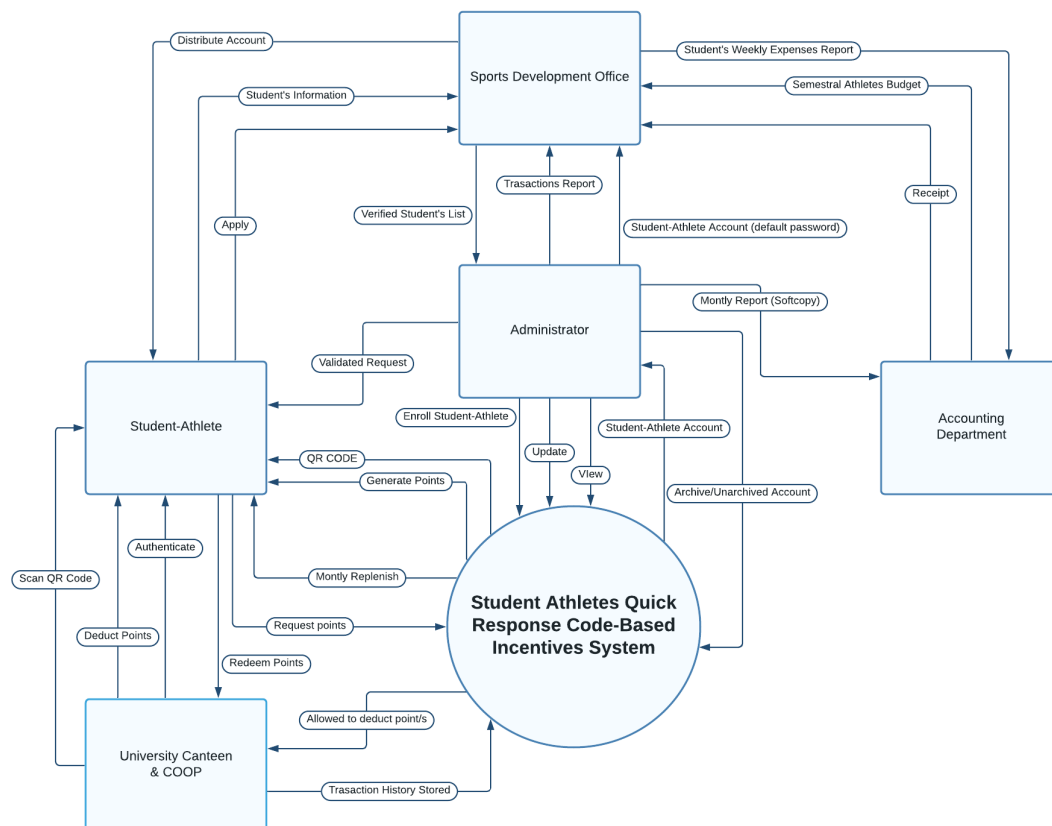 Distribute Account
Student's Weekly Expenses Report
Sports Development Office
Semestral Athletes Budget
Student's Information
Trasactions Report
Receipt
Verified Student's List
Apply
Student-Athlete Account (default password)
Montly Report (Softcopy)
Administrator
Validated Request
Enroll Student-Athlete
Student-Athlete Account
Student-Athlete
Accounting
Department
Update
QR CODE
VIew
Generate Points
Archive/Unarchived Account
Authenticate
Scan QR Code
Montly Replenish
Student Athletes Quick
Response Code-Based
Incentives System
Request points
Deduct Points
Redeem Points
Allowed to deduct point/s
University Canteen
& COOP
Trasaction History Stored